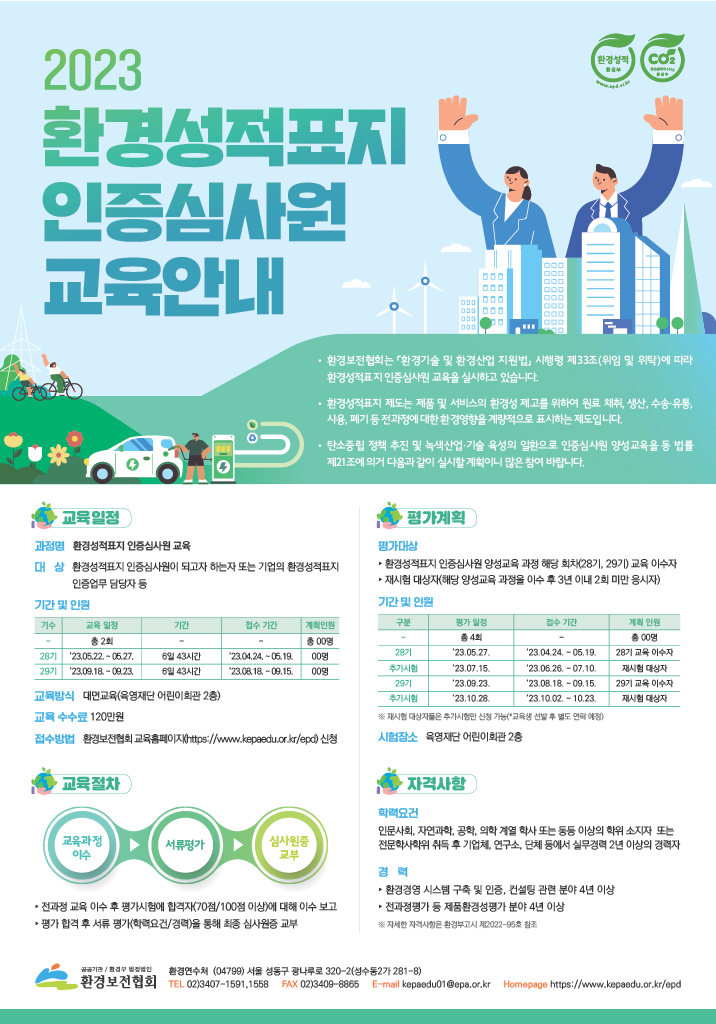 2023
환경성적표지
인증심사원
교육안내
환경성적
환경부
www.epd.or.kr
CO2
환경부
• 환경보전협회는 「환경기술 및 환경산업 지원법」 시행령 제33조(위임 및 위탁)에 따라
환경성적표지 인증심사원 교육을 실시하고 있습니다.
• 환경성적표지 제도는 제품 및 서비스의 환경성 제고를 위하여 원료 채취, 생산, 수송·유통,
사용, 폐기 등 전과정에 대한 환경영향을 계량적으로 표시하는 제도입니다.
• 탄소중립 정책 추진 및 녹색산업·기술 육성의 일환으로 인증심사원 양성교육을 동 법률
제21조에 의거 다음과 같이 실시할 계획이니 많은 참여 바랍니다.
교육일정
과정명 환경성적표지 인증심사원 교육
대 상 환경성적표지 인증심사원이 되고자 하는자 또는 기업의 환경성적표지
인증업무 담당자 등
기간 및 인원
기수 교육 일정 기간 접수 기간 계획인원
– 총 2회 – – 총 00명
28기 '23.05.22. ~ 05.27. 6일 43시간 '23.04.24. ~ 05.19. 00명
29기 '23.09.18. ~ 09.23. 6일 43시간 '23.08.18. ~ 09.15. 00명
교육방식 대면교육(육영재단 어린이회관 2층)
교육 수수료 120만원
접수방법 환경보전협회 교육홈페이지(https://www.kepaedu.or.kr/epd) 신청
평가계획
평가대상
▸ 환경성적표지 인증심사원 양성교육 과정 해당 회차(28기, 29기) 교육 이수자
▸ 재시험 대상자(해당 양성교육 과정을 이수 후 3년 이내 2회 미만 응시자)
기간 및 인원
구분 평가 일정 접수 기간 계획 인원
– 총 4회 – 총 00명
28기 '23.05.27. '23.04.24. ~ 05.19. 28기 교육 이수자
추가시험 '23.07.15. '23.06.26. ~ 07.10. 재시험 대상자
29기 '23.09.23. '23.08.18. ~ 09.15. 29기 교육 이수자
추가시험 '23.10.28. '23.10.02. ~ 10.23. 재시험 대상자
※ 재시험 대상자들은 추가시험만 신청 가능(*교육생 선발 후 별도 연락 예정)
시험장소 육영재단 어린이회관 2층
교육절차
교육과정
이수
서류평가
심사원증
교부
▸ 전과정 교육 이수 후 평가시험에 합격자(70점/100점 이상)에 대해 이수 보고
▸ 평가 합격 후 서류 평가(학력요건/경력)을 통해 최종 심사원증 교부
자격사항
학력요건
인문사회, 자연과학, 공학, 의학 계열 학사 또는 동등 이상의 학위 소지자 또는
전문학사학위 취득 후 기업체, 연구소, 단체 등에서 실무경력 2년 이상의 경력자
경 력
▸ 환경경영 시스템 구축 및 인증, 컨설팅 관련 분야 4년 이상
▸ 전과정평가 등 제품환경성평가 분야 4년 이상
※ 자세한 자격사항은 환경부고시 제2022-95호 참조
공공기관 / 환경부 법정법인
환경보전협회
환경연수처 (04799) 서울 성동구 광나루로 320-2(성수동2가 281-8)
TEL 02)3407-1591,1558 FAX 02)3409-8865 E-mail kepaedu01@epa.or.kr Homepage https://www.kepaedu.or.kr/epd